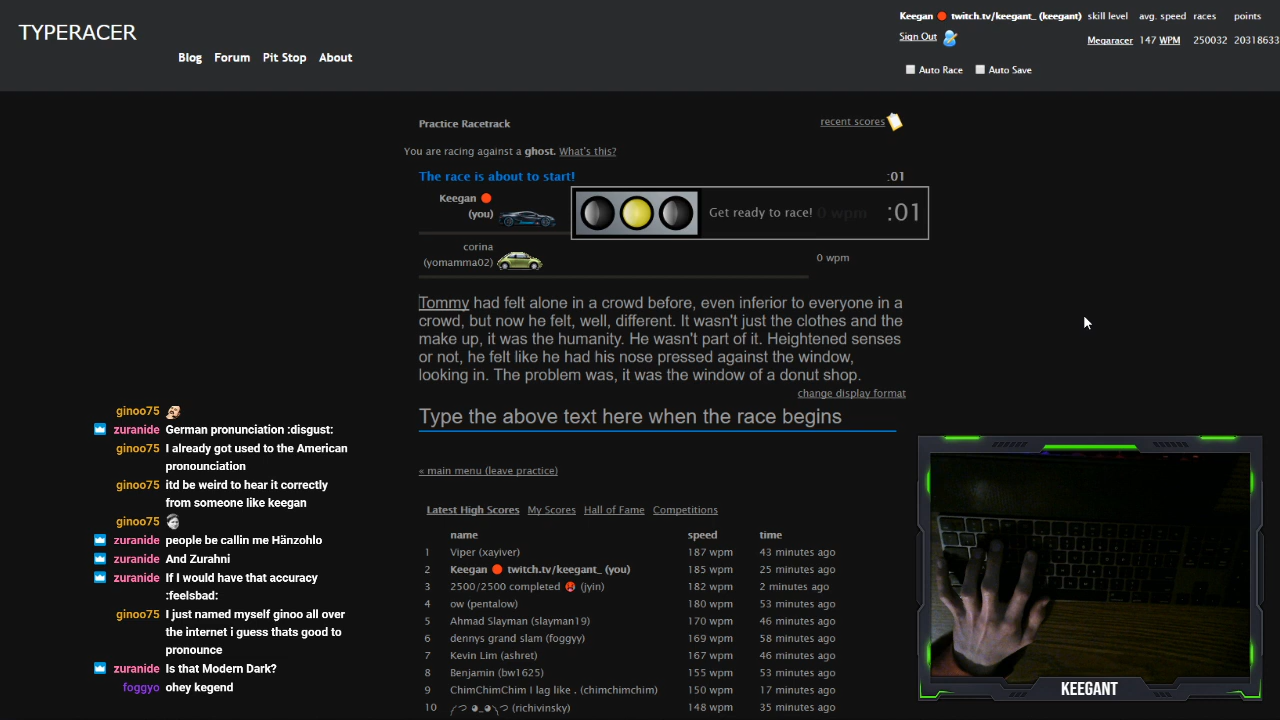 TYPERACER
Blog Forum Pit Stop About
Keegan twitch.tv/keegant_ (keegant) skill level avg. speed races points
Sign Out Megaracer 147 WPM 250032 20318633
Auto Race Auto Save
Practice Racetrack recent scores
You are racing against a ghost. What's this?
The race is about to start! :01
Keegan
(you)
Get ready to race! 0 wpm :01
corina
(yomamma02) 0 wpm
Tommy had felt alone in a crowd before, even inferior to everyone in a
crowd, but now he felt, well, different. It wasn't just the clothes and the
make up, it was the humanity. He wasn't part of it. Heightened senses
or not, he felt like he had his nose pressed against the window,
looking in. The problem was, it was the window of a donut shop.
change display format
Type the above text here when the race begins
« main menu (leave practice)
Latest High Scores My Scores Hall of Fame Competitions
name speed time
1 Viper (xayiver) 187 wpm 43 minutes ago
2 Keegan twitch.tv/keegant_ (you) 185 wpm 25 minutes ago
3 2500/2500 completed (jyin) 182 wpm 2 minutes ago
4 ow (pentalow) 180 wpm 53 minutes ago
5 Ahmad Slayman (slayman19) 170 wpm 46 minutes ago
6 dennys grand slam (foggyy) 169 wpm 58 minutes ago
7 Kevin Lim (ashret) 167 wpm 46 minutes ago
8 Benjamin (bw1625) 155 wpm 53 minutes ago
9 ChimChimChim I lag like . (chimchimchim) 150 wpm 17 minutes ago
10 (richivinsky) 148 wpm 35 minutes ago
ginoo75
zuranide German pronunciation :disgust:
ginoo75 I already got used to the American
pronounciation
ginoo75 itd be weird to hear it correctly
from someone like keegan
ginoo75
zuranide people be callin me Hänzohlo
zuranide And Zurahni
zuranide If I would have that accuracy
:feelsbad:
ginoo75 I just named myself ginoo all over
the internet i guess thats good to
pronounce
zuranide Is that Modern Dark?
foggyo ohey kegend
KEEGANT